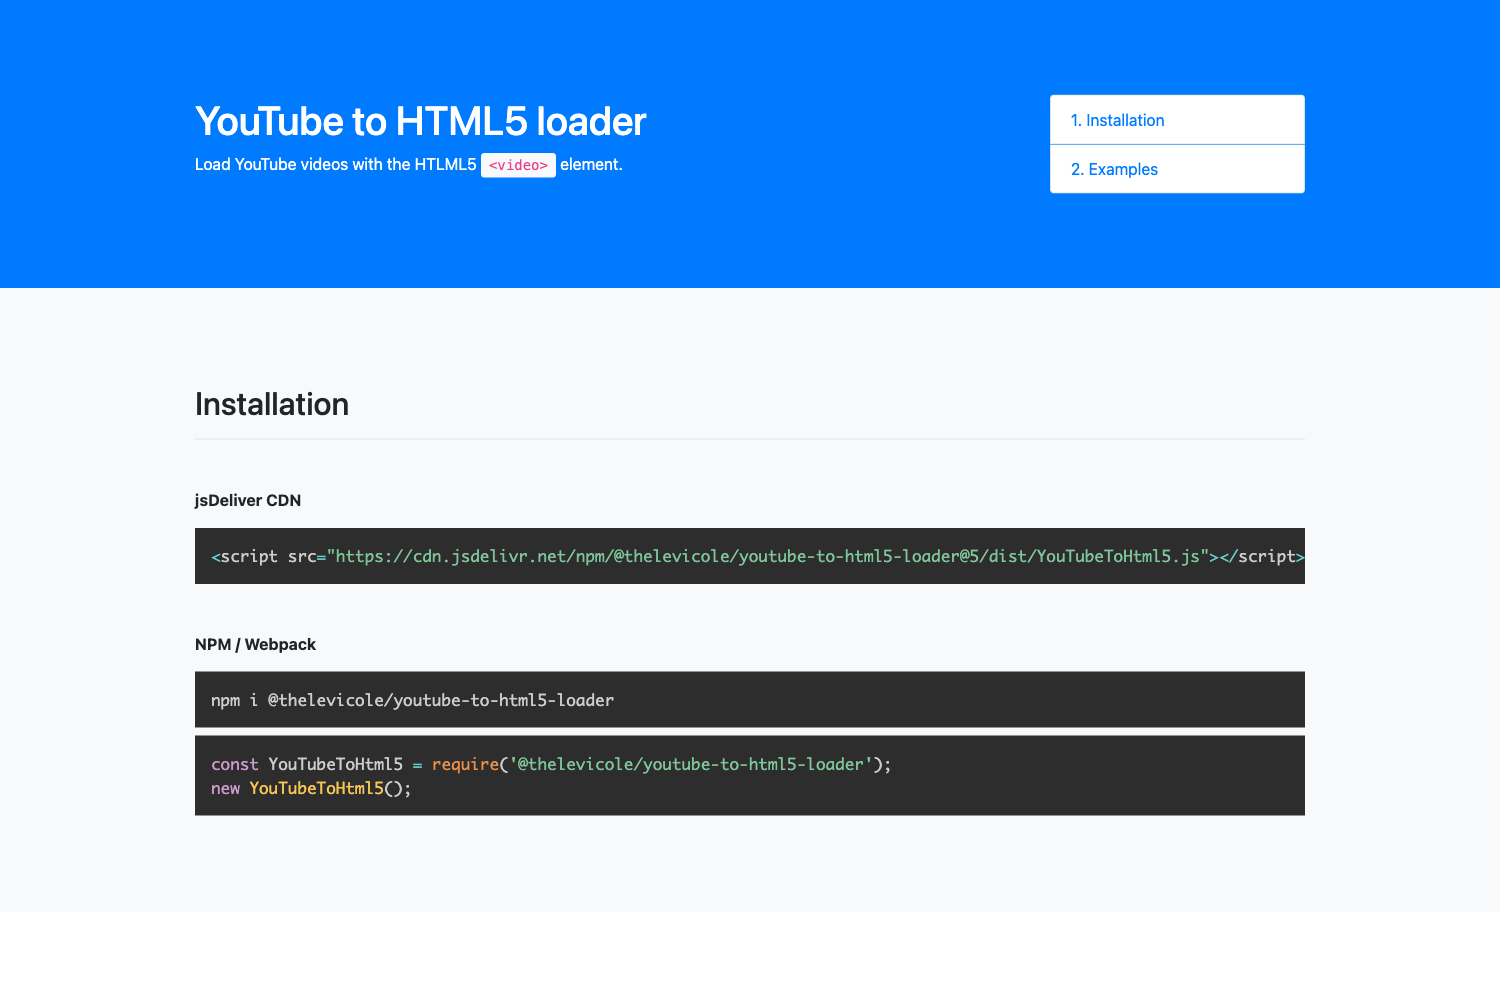 YouTube to HTML5 loader
Load YouTube videos with the HTLML5 <video> element.
1. Installation
2. Examples
Installation
jsDeliver CDN
<script src="https://cdn.jsdelivr.net/npm/@thelevicole/youtube-to-html5-loader@5/dist/YouTubeToHtml5.js"></script>
NPM / Webpack
npm i @thelevicole/youtube-to-html5-loader
const YouTubeToHtml5 = require('@thelevicole/youtube-to-html5-loader');
new YouTubeToHtml5();